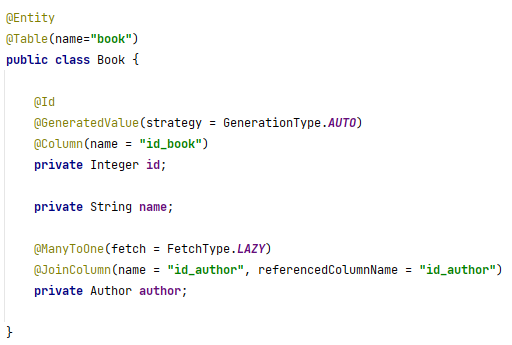 @Entity
@Table(name="book")
public class Book {
@Id
@GeneratedValue(strategy = GenerationType.AUTO)
@Column(name = "id_book")
private Integer id;
private String name;
@ManyToOne(fetch = FetchType.LAZY)
@JoinColumn(name = "id_author", referencedColumnName = "id_author")
private Author author;
}